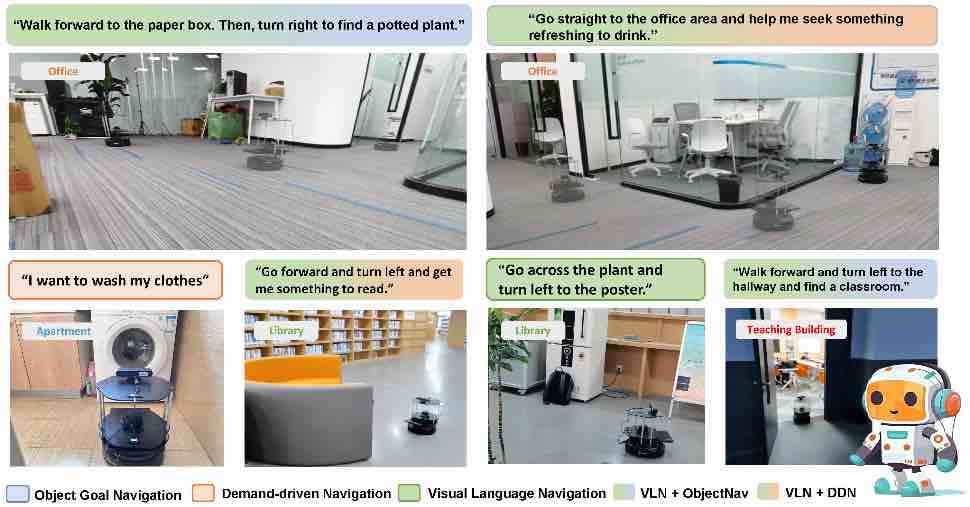 “Walk forward to the paper box. Then, turn right to find a potted plant.”
“Go straight to the office area and help me seek something
refreshing to drink.”
Office
Office
“I want to wash my clothes”
“Go forward and turn left and get
me something to read.”
“Go across the plant and
turn left to the poster.”
“Walk forward and turn left to the
hallway and find a classroom.”
Apartment
Library
Library
Teaching Building
Object Goal Navigation
Demand-driven Navigation
Visual Language Navigation
VLN + ObjectNav
VLN + DDN